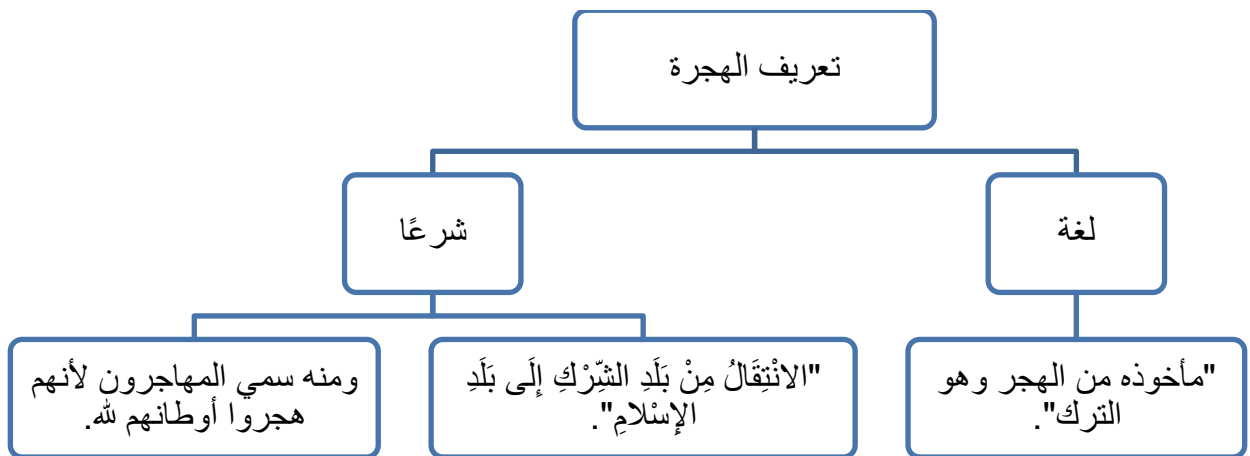 تعريف الهجرة
لغة
شرعًا
"مأخوذه من الهجر وهو
الترك".
"الانْتِقَالُ مِنْ بَلَدِ الشِّرْكِ إِلَى بَلَدِ
الإسْلامِ".
ومنه سمي المهاجرون لأنهم
هجروا أوطانهم لله.